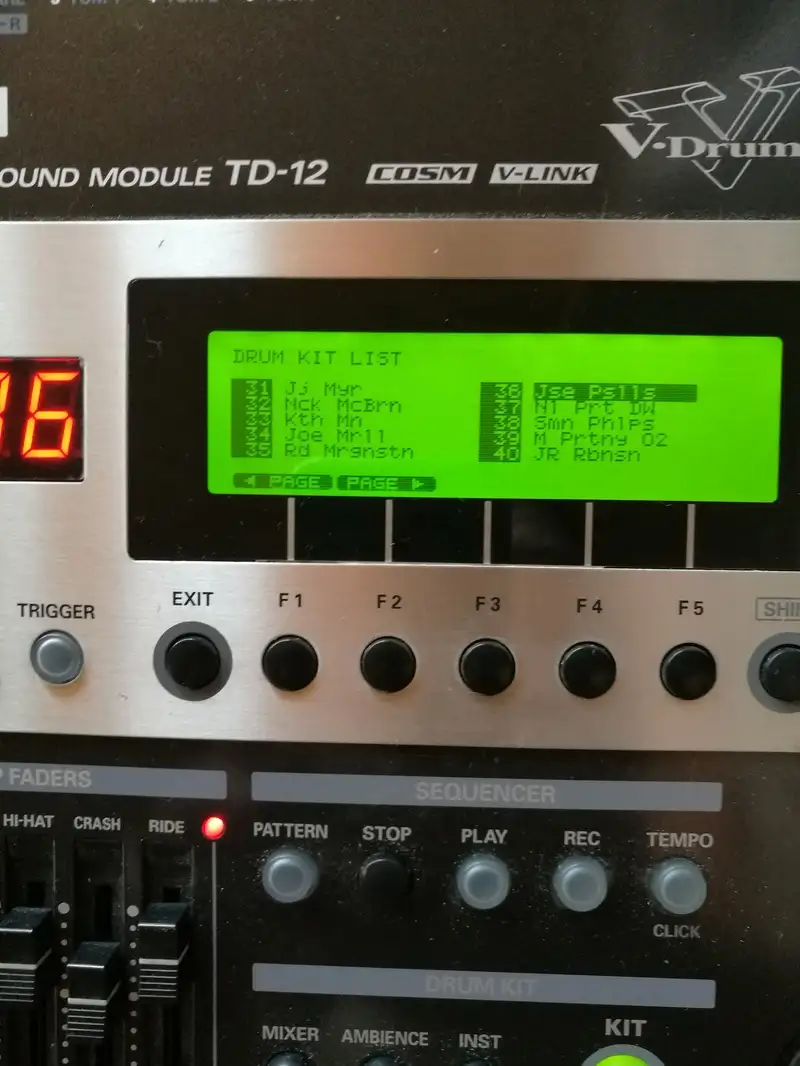 -R
OUND MODULE TD-12 COSM V-LINK
V-Drum
36
DRUM KIT LIST
31 Jj Myr
32 Nck McBrn
33 Kth Mn
34 Joe Mrll
35 Rd Mrgnstn
36 Jse Pslls
37 Nl Prt DW
38 Smn Phlps
39 M Prtny 02
40 JR Rbnsn
◀ PAGE PAGE ▶
TRIGGER EXIT F1 F2 F3 F4 F5 SHI
P FADERS
SEQUENCER
HI-HAT CRASH RIDE
PATTERN STOP PLAY REC TEMPO
CLICK
DRUM KIT
MIXER AMBIENCE INST KIT